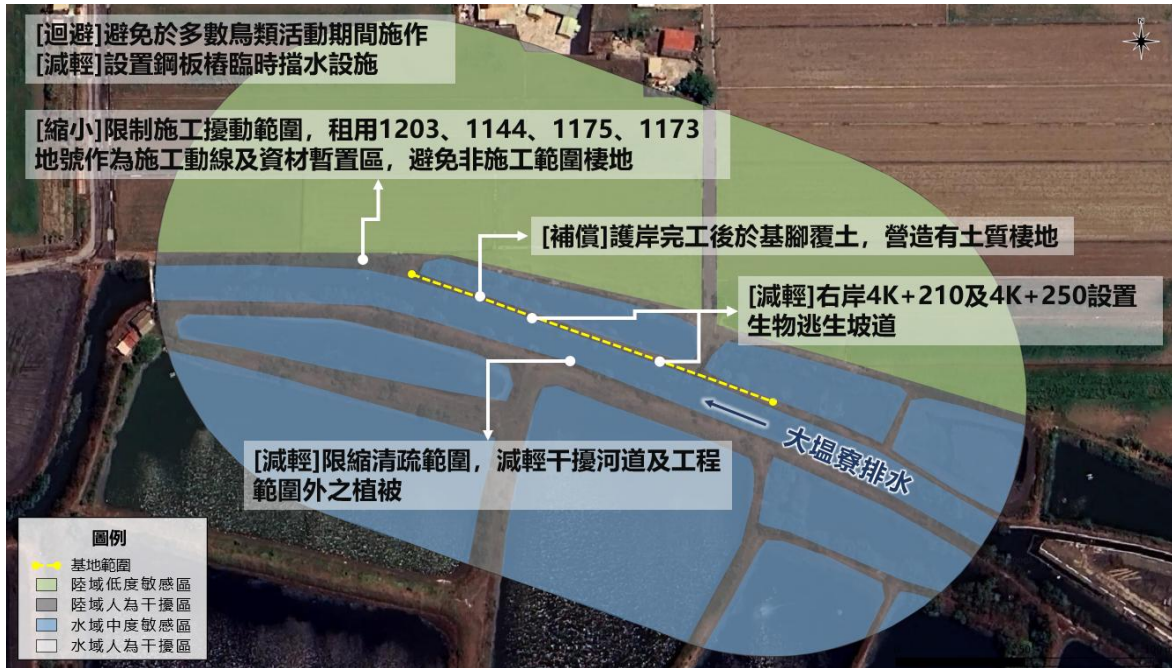 [迴避]避免於多數鳥類活動期間施作
[減輕]設置鋼板樁臨時擋水設施
[縮小]限制施工擾動範圍，租用1203、1144、1175、1173
地號作為施工動線及資材暫置區，避免非施工範圍棲地
[補償]護岸完工後於基腳覆土，營造有土質棲地
[減輕]右岸4K+210及4K+250設置
生物逃生坡道
大塭寮排水
[減輕]限縮清疏範圍，減輕干擾河道及工程
範圍外之植被
圖例
基地範圍
陸域低度敏感區
陸域人為干擾區
水域中度敏感區
水域人為干擾區